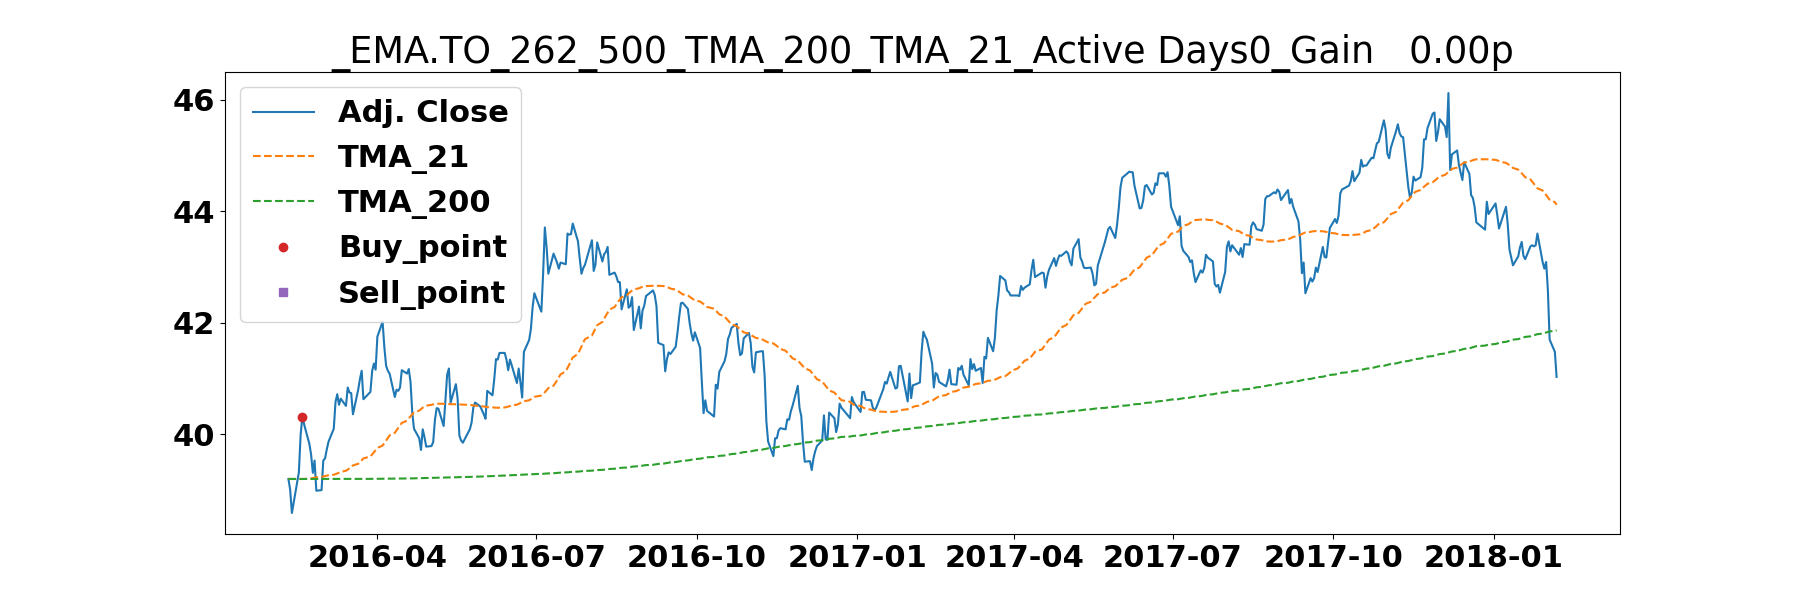 _EMA.TO_262_500_TMA_200_TMA_21_Active Days0_Gain   0.00p
46
44
42
40
Adj. Close
TMA_21
TMA_200
Buy_point
Sell_point
2016-04 2016-07 2016-10 2017-01 2017-04 2017-07 2017-10 2018-01